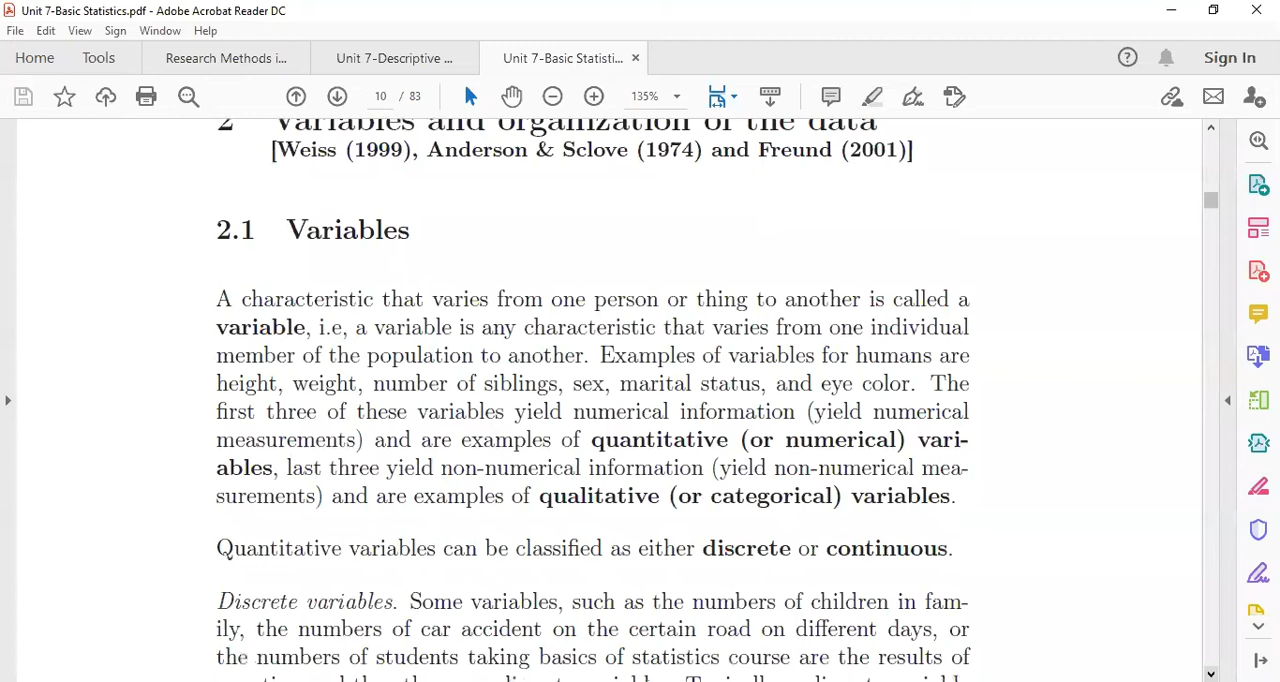 Unit 7-Basic Statistics.pdf - Adobe Acrobat Reader DC
File Edit View Sign Window Help
Home Tools Research Methods i... Unit 7-Descriptive ... Unit 7-Basic Statisti... × Sign In
10 / 83 135%
2 Variables and organization of the data
[Weiss (1999), Anderson & Sclove (1974) and Freund (2001)]
2.1 Variables
A characteristic that varies from one person or thing to another is called a
variable, i.e, a variable is any characteristic that varies from one individual
member of the population to another. Examples of variables for humans are
height, weight, number of siblings, sex, marital status, and eye color. The
first three of these variables yield numerical information (yield numerical
measurements) and are examples of quantitative (or numerical) vari-
ables, last three yield non-numerical information (yield non-numerical mea-
surements) and are examples of qualitative (or categorical) variables.
Quantitative variables can be classified as either discrete or continuous.
Discrete variables. Some variables, such as the numbers of children in fam-
ily, the numbers of car accident on the certain road on different days, or
the numbers of students taking basics of statistics course are the results of